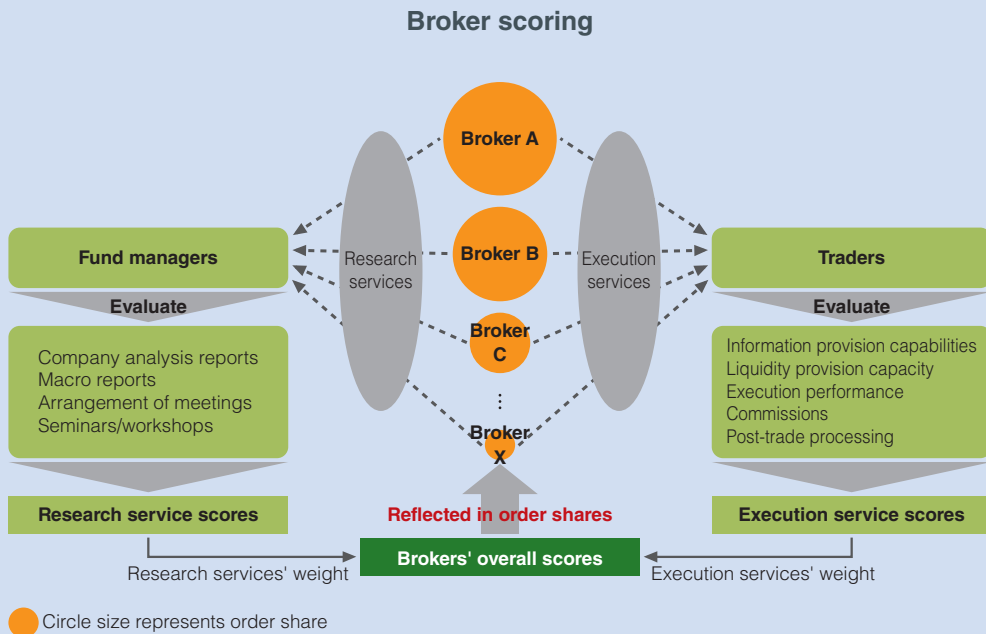 Broker scoring
Broker A
Broker B
Broker
C
⋮
Broker
X
Research
services
Execution
services
Fund managers
Evaluate
Company analysis reports
Macro reports
Arrangement of meetings
Seminars/workshops
Research service scores
Traders
Evaluate
Information provision capabilities
Liquidity provision capacity
Execution performance
Commissions
Post-trade processing
Execution service scores
Reflected in order shares
Brokers' overall scores
Research services' weight
Execution services' weight
Circle size represents order share